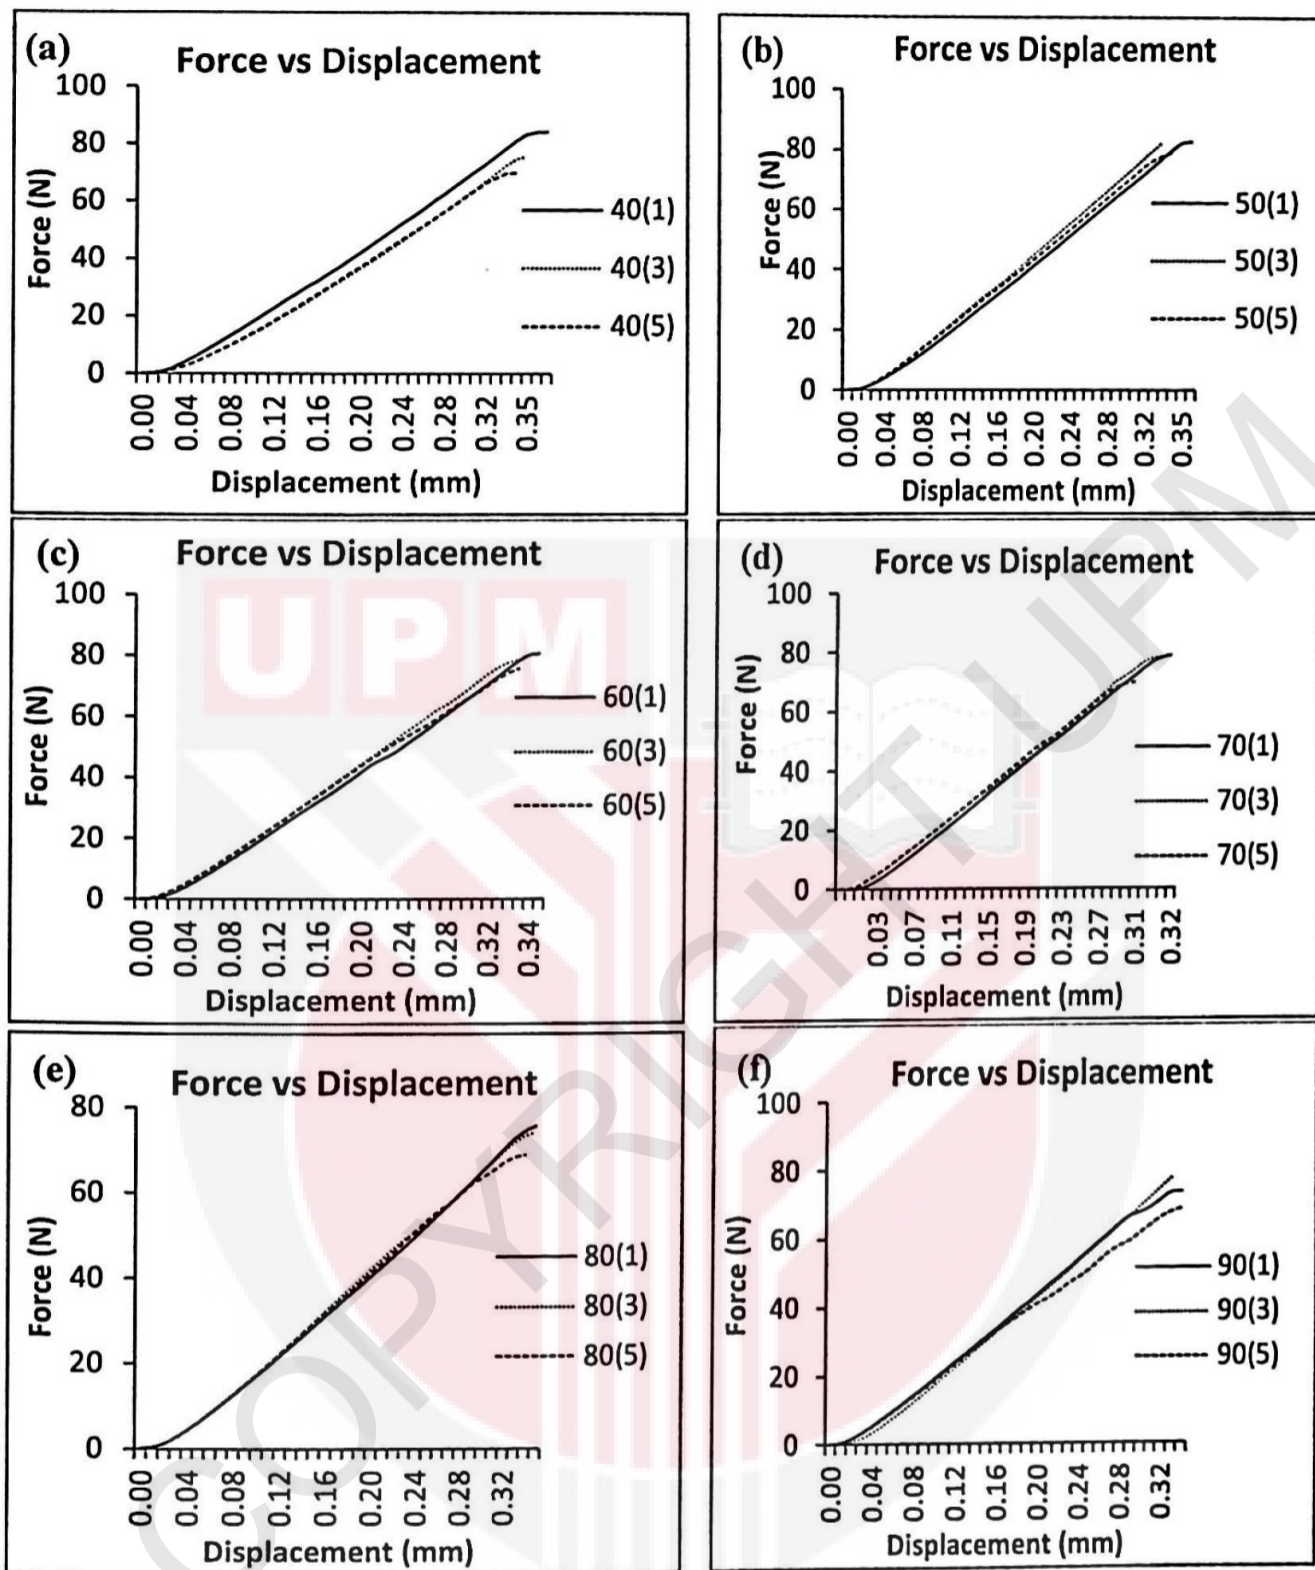 (a)
Force vs Displacement
100
80
60
40
20
0
Force (N)
0.00 0.04 0.08 0.12 0.16 0.20 0.24 0.28 0.32 0.35
Displacement (mm)
40(1)
40(3)
40(5)
(b)
Force vs Displacement
100
80
60
40
20
0
Force (N)
0.00 0.04 0.08 0.12 0.16 0.20 0.24 0.28 0.32 0.35
Displacement (mm)
50(1)
50(3)
50(5)
(c)
Force vs Displacement
100
80
60
40
20
0
Force (N)
0.00 0.04 0.08 0.12 0.16 0.20 0.24 0.28 0.32 0.34
Displacement (mm)
60(1)
60(3)
60(5)
(d)
Force vs Displacement
100
80
60
40
20
0
Force (N)
0.03 0.07 0.11 0.15 0.19 0.23 0.27 0.31 0.32
Displacement (mm)
70(1)
70(3)
70(5)
(e)
Force vs Displacement
80
60
40
20
0
Force (N)
0.00 0.04 0.08 0.12 0.16 0.20 0.24 0.28 0.32
Displacement (mm)
80(1)
80(3)
80(5)
(f)
Force vs Displacement
100
80
60
40
20
0
Force (N)
0.00 0.04 0.08 0.12 0.16 0.20 0.24 0.28 0.32
Displacement (mm)
90(1)
90(3)
90(5)
UPM
COPYRIGHT UPM